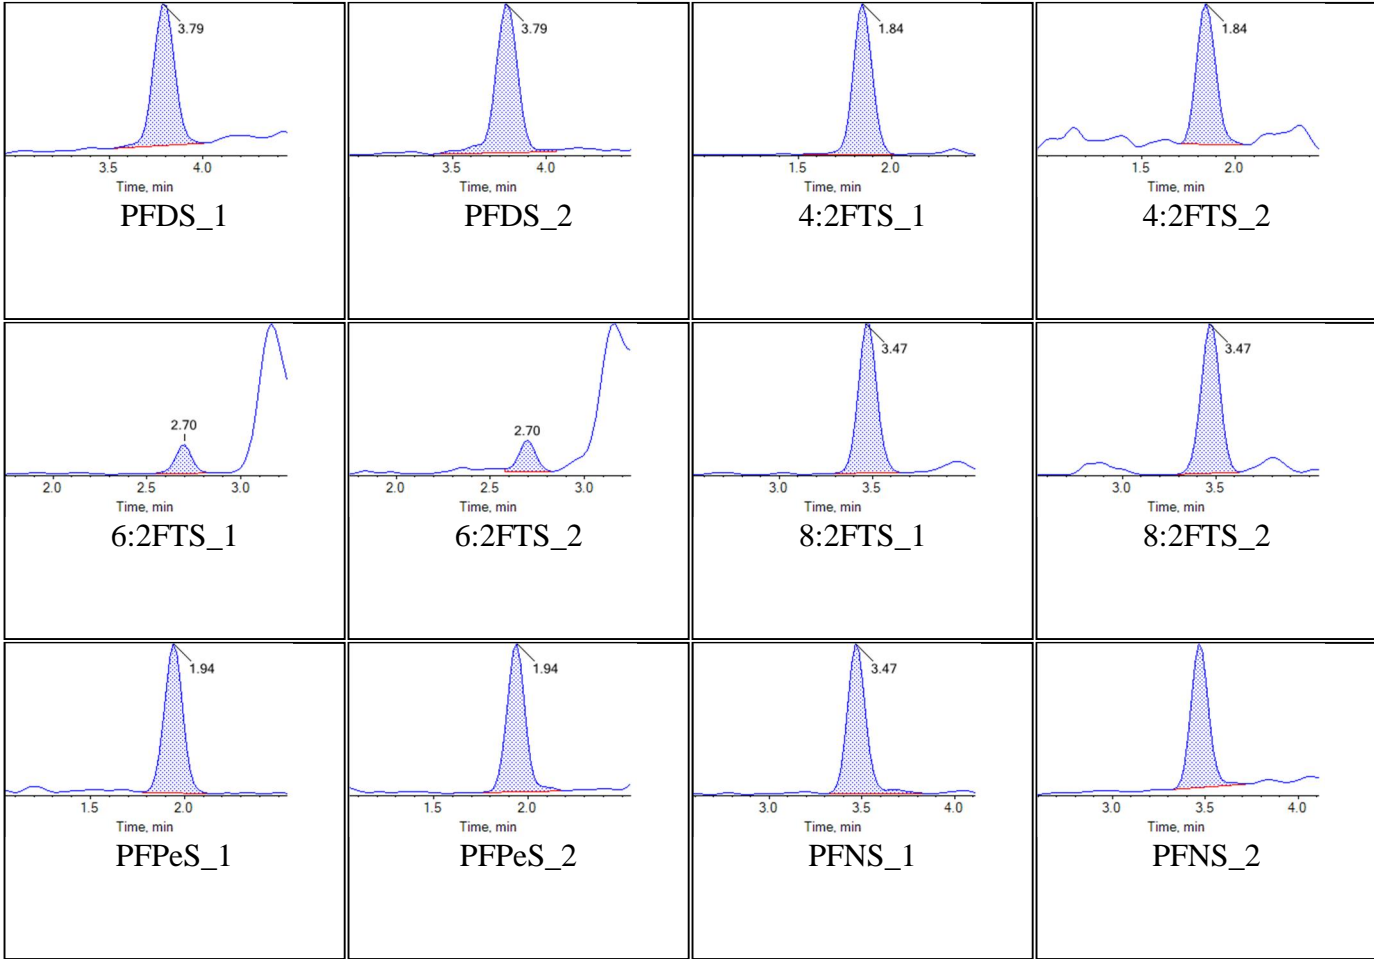 3.79
3.79
1.84
1.84
3.5 4.0
3.5 4.0
1.5 2.0
1.5 2.0
Time, min
Time, min
Time, min
Time, min
PFDS_1
PFDS_2
4:2FTS_1
4:2FTS_2
2.70
2.70
3.47
3.47
2.0 2.5 3.0
2.0 2.5 3.0
3.0 3.5
3.0 3.5
Time, min
Time, min
Time, min
Time, min
6:2FTS_1
6:2FTS_2
8:2FTS_1
8:2FTS_2
1.94
1.94
3.47
1.5 2.0
1.5 2.0
3.0 3.5 4.0
3.0 3.5 4.0
Time, min
Time, min
Time, min
Time, min
PFPeS_1
PFPeS_2
PFNS_1
PFNS_2